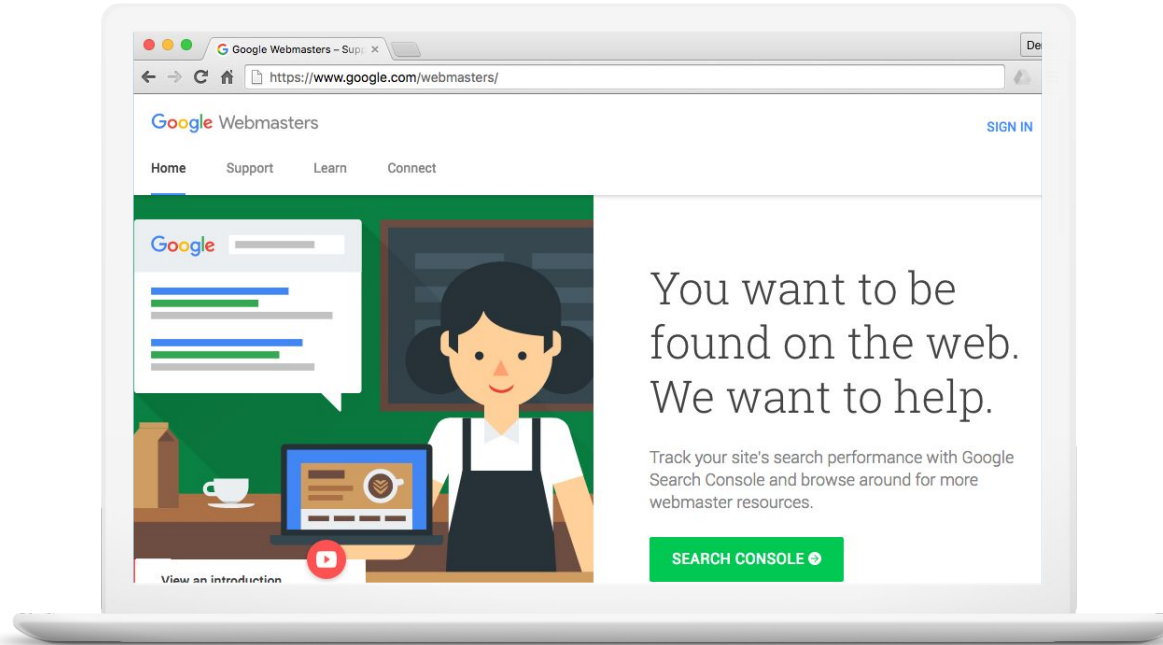 Google Webmasters – Supp
De
https://www.google.com/webmasters/
Google Webmasters
SIGN IN
Home Support Learn Connect
Google
You want to be
found on the web.
We want to help.
Track your site's search performance with Google
Search Console and browse around for more
webmaster resources.
SEARCH CONSOLE
View an introduction